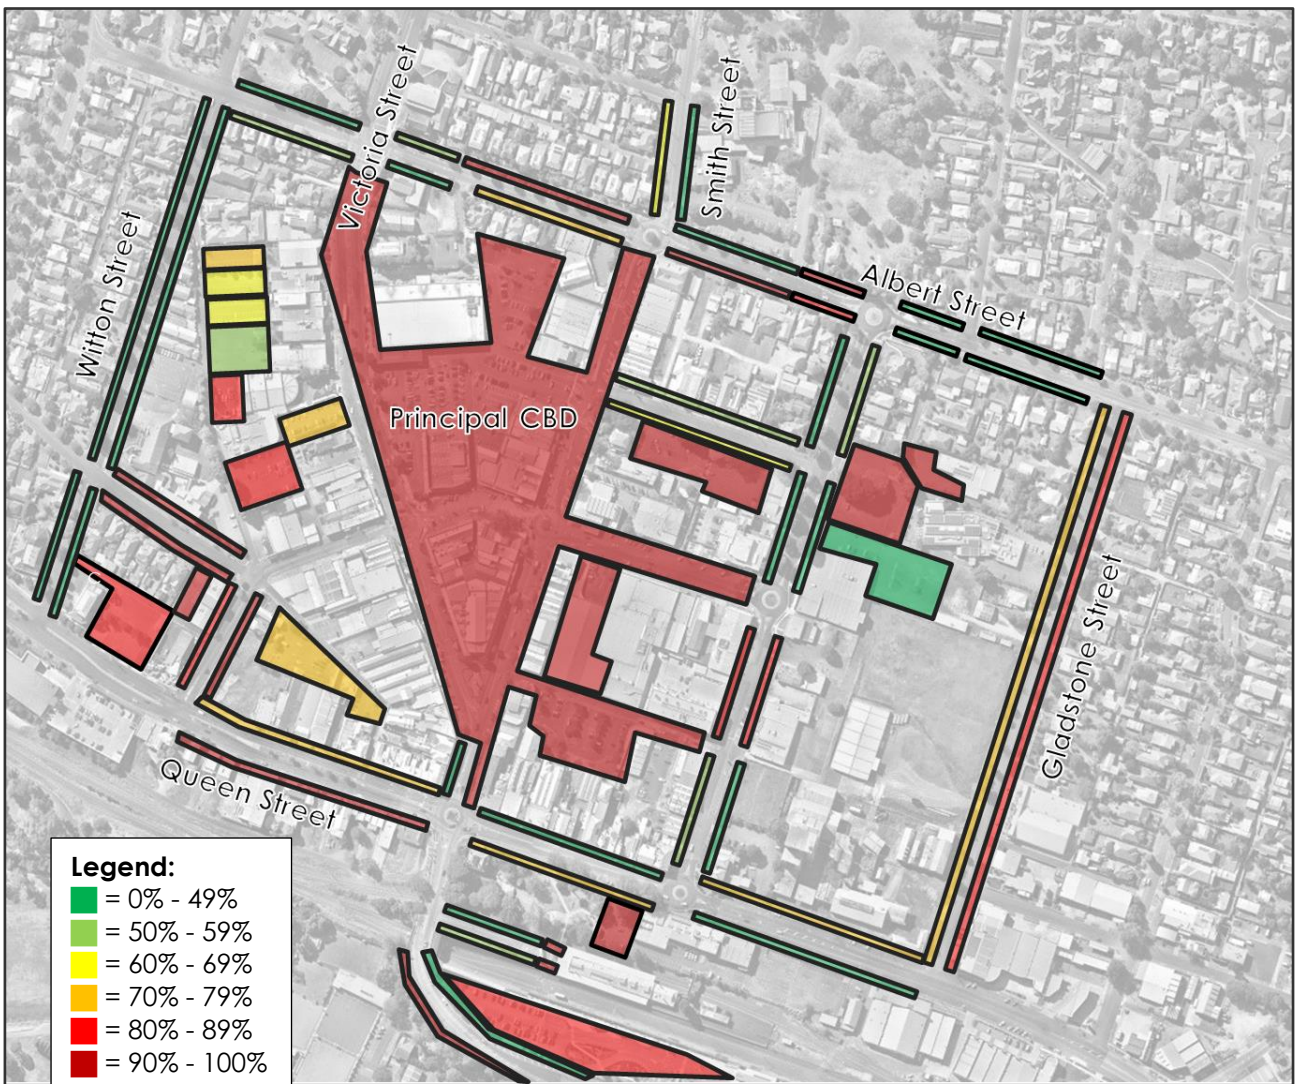 Victoria Street
Smith Street
Witton Street
Albert Street
Principal CBD
Gladstone Street
Queen Street
Legend:
= 0% - 49%
= 50% - 59%
= 60% - 69%
= 70% - 79%
= 80% - 89%
= 90% - 100%